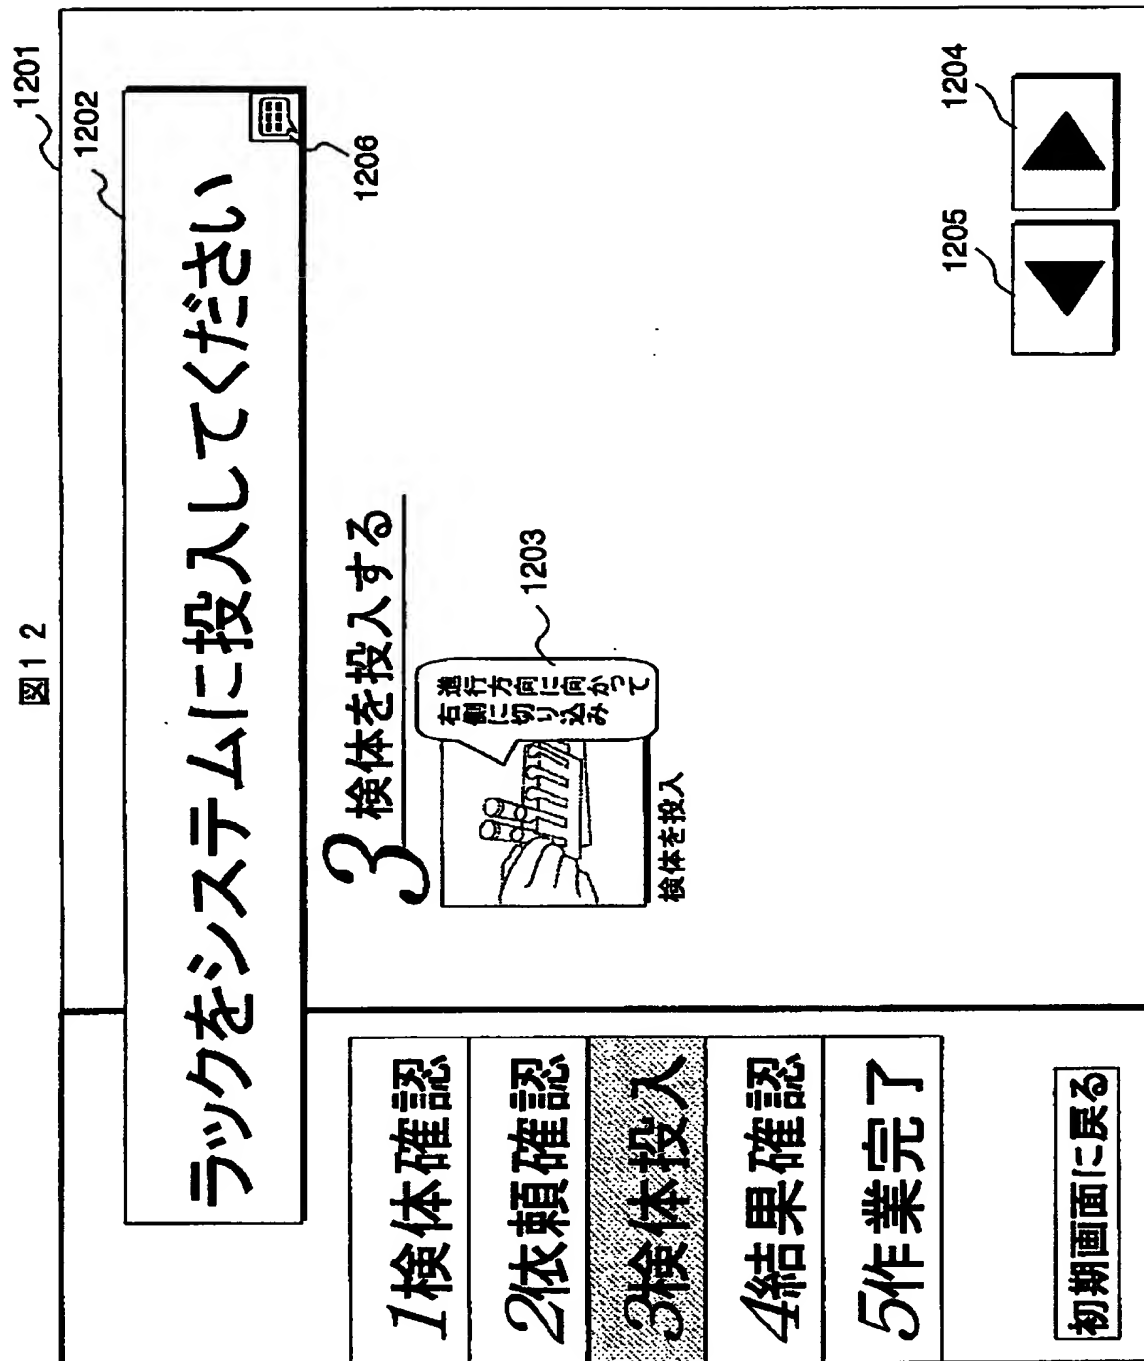 図12
1201
1202
ラックをシステムに投入してください
1206
3 検体を投入する
進行方向に向かって
右側に切り込み
1203
検体を投入
1検体確認
2依頼確認
3検体投入
4結果確認
5作業完了
初期画面に戻る
1205
1204